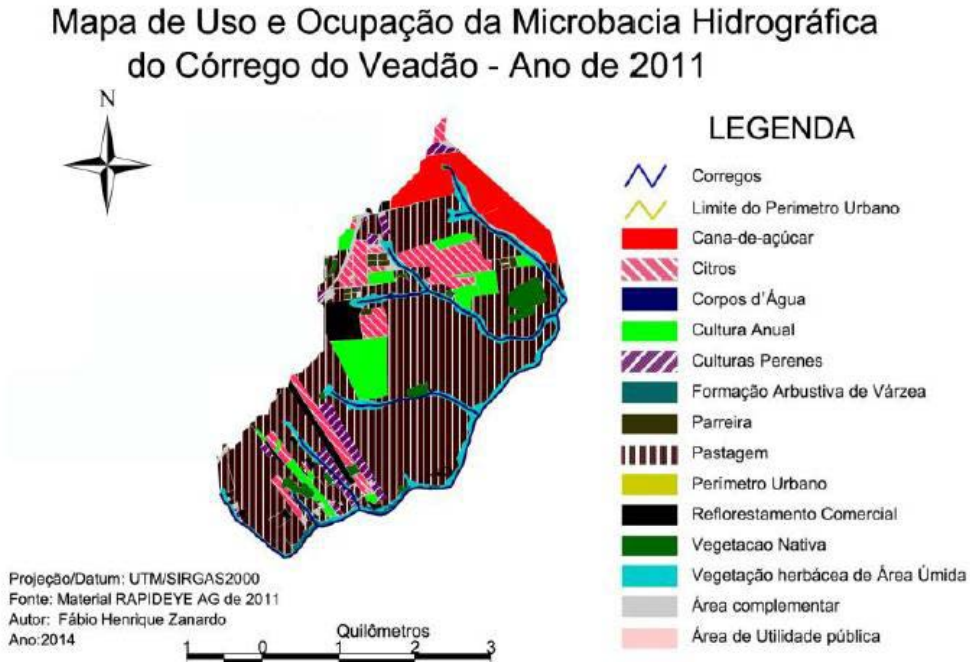 Mapa de Uso e Ocupação da Microbacia Hidrográfica
do Córrego do Veadão - Ano de 2011
N
LEGENDA
Corregos
Limite do Perimetro Urbano
Cana-de-açúcar
Citros
Corpos d'Água
Cultura Anual
Culturas Perenes
Formação Arbustiva de Várzea
Parreira
Pastagem
Perímetro Urbano
Reflorestamento Comercial
Vegetacao Nativa
Vegetação herbácea de Área Úmida
Área complementar
Área de Utilidade pública
Projeção/Datum: UTM/SIRGAS2000
Fonte: Material RAPIDEYE AG de 2011
Autor: Fábio Henrique Zanardo
Ano:2014
Quilômetros
1 0 1 2 3